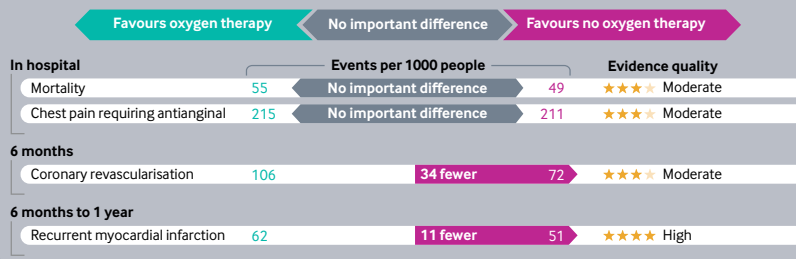 Favours oxygen therapy No important difference Favours no oxygen therapy
In hospital Events per 1000 people Evidence quality
Mortality 55 No important difference 49 Moderate
Chest pain requiring antianginal 215 No important difference 211 Moderate
6 months
Coronary revascularisation 106 34 fewer 72 Moderate
6 months to 1 year
Recurrent myocardial infarction 62 11 fewer 51 High